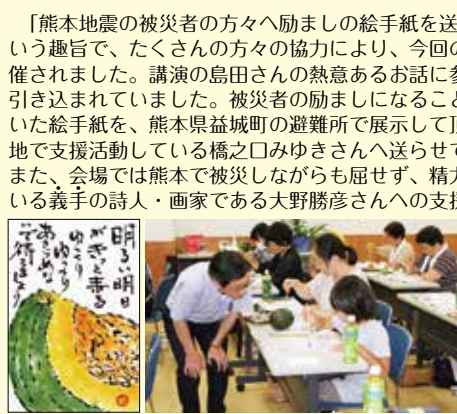 「熊本地震の被災者の方々へ励ましの絵手紙を送
いう趣旨で、たくさんの方々の協力により、今回の
催されました。講演の島田さんの熱意あるお話に参
引き込まれていました。被災者の励ましになること
いた絵手紙を、熊本県益城町の避難所で展示して頂
地で支援活動している橋之口みゆきさんへ送らせて
また、会場では熊本で被災しながらも屈せず、精力
いる義手の詩人・画家である大野勝彦さんへの支援
明るい明日
がきっと来る
ゆっくり
ゆっくり
あきらめな
で待ちましょう